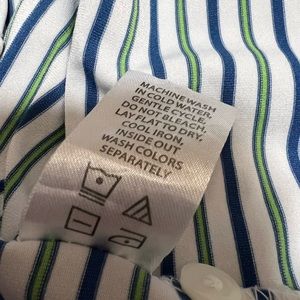 MACHINE WASH
IN COLD WATER,
GENTLE CYCLE.
DO NOT BLEACH.
LAY FLAT TO DRY,
COOL IRON,
INSIDE OUT
WASH COLORS
SEPARATELY